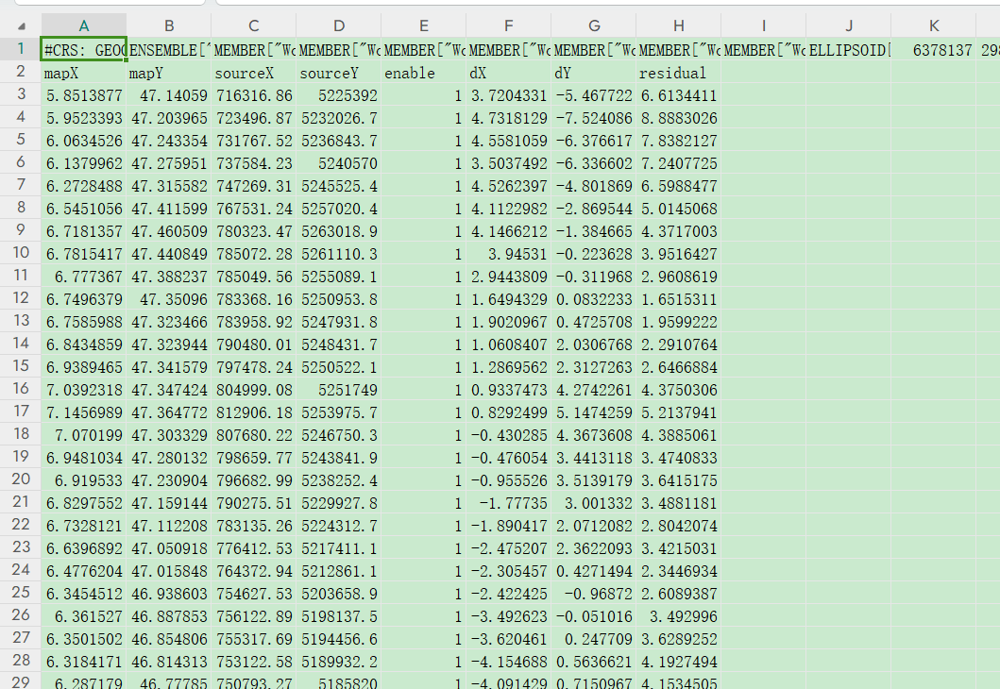 A B C D E F G H I J K
1 #CRS: GEOC ENSEMBLE[" MEMBER["Wo MEMBER["Wo MEMBER["Wo MEMBER["Wo MEMBER["Wo MEMBER["Wo MEMBER["Wo ELLIPSOID[ 6378137 298
2 mapX mapY sourceX sourceY enable dX dY residual
3 5.8513877 47.14059 716316.86 5225392 1 3.7204331 -5.467722 6.6134411
4 5.9523393 47.203965 723496.87 5232026.7 1 4.7318129 -7.524086 8.8883026
5 6.0634526 47.243354 731767.52 5236843.7 1 4.5581059 -6.376617 7.8382127
6 6.1379962 47.275951 737584.23 5240570 1 3.5037492 -6.336602 7.2407725
7 6.2728488 47.315582 747269.31 5245525.4 1 4.5262397 -4.801869 6.5988477
8 6.5451056 47.411599 767531.24 5257020.4 1 4.1122982 -2.869544 5.0145068
9 6.7181357 47.460509 780323.47 5263018.9 1 4.1466212 -1.384665 4.3717003
10 6.7815417 47.440849 785072.28 5261110.3 1 3.94531 -0.223628 3.9516427
11 6.777367 47.388237 785049.56 5255089.1 1 2.9443809 -0.311968 2.9608619
12 6.7496379 47.35096 783368.16 5250953.8 1 1.6494329 0.0832233 1.6515311
13 6.7585988 47.323466 783958.92 5247931.8 1 1.9020967 0.4725708 1.9599222
14 6.8434859 47.323944 790480.01 5248431.7 1 1.0608407 2.0306768 2.2910764
15 6.9389465 47.341579 797478.24 5250522.1 1 1.2869562 2.3127263 2.6466884
16 7.0392318 47.347424 804999.08 5251749 1 0.9337473 4.2742261 4.3750306
17 7.1456989 47.364772 812906.18 5253975.7 1 0.8292499 5.1474259 5.2137941
18 7.070199 47.303329 807680.22 5246750.3 1 -0.430285 4.3673608 4.3885061
19 6.9481034 47.280132 798659.77 5243841.9 1 -0.476054 3.4413118 3.4740833
20 6.919533 47.230904 796682.99 5238252.4 1 -0.955526 3.5139179 3.6415175
21 6.8297552 47.159144 790275.51 5229927.8 1 -1.77735 3.001332 3.4881181
22 6.7328121 47.112208 783135.26 5224312.7 1 -1.890417 2.0712082 2.8042074
23 6.6396892 47.050918 776412.53 5217411.1 1 -2.475207 2.3622093 3.4215031
24 6.4776204 47.015848 764372.94 5212861.1 1 -2.305457 0.4271494 2.3446934
25 6.3454512 46.938603 754627.53 5203658.9 1 -2.422425 -0.96872 2.6089387
26 6.361527 46.887853 756122.89 5198137.5 1 -3.492623 -0.051016 3.492996
27 6.3501502 46.854806 755317.69 5194456.6 1 -3.620461 0.247709 3.6289252
28 6.3184171 46.814313 753122.58 5189932.2 1 -4.154688 0.5636621 4.1927494
29 6.287179 46.77785 750793.27 5185820 1 -4.091429 0.7150967 4.1534505